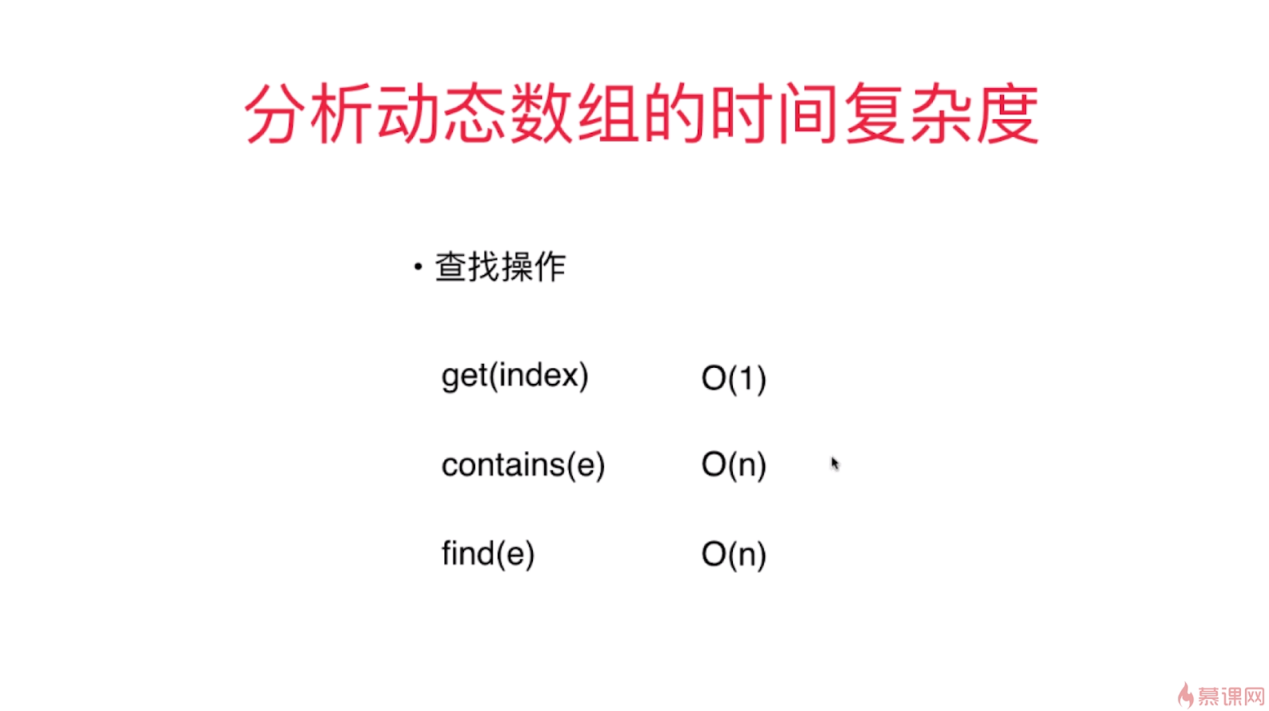 分析动态数组的时间复杂度
• 查找操作
get(index) O(1)
contains(e) O(n)
find(e) O(n)
慕课网